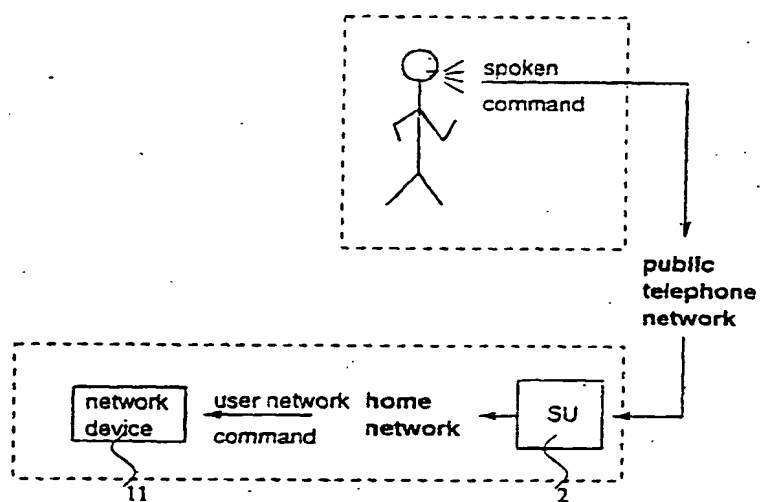 spoken
command
public
telephone
network
network
device
user network
command
home
network
SU
11
2